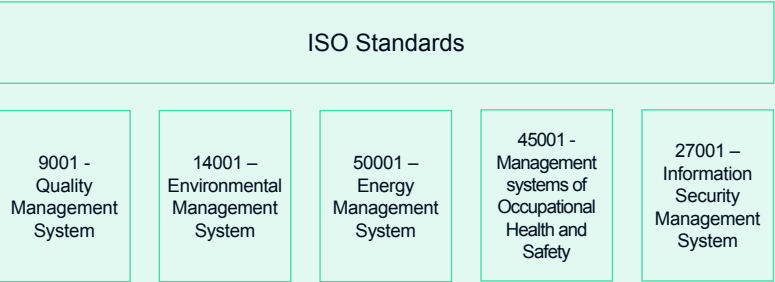 ISO Standards
9001 -
Quality
Management
System
14001 –
Environmental
Management
System
50001 –
Energy
Management
System
45001 -
Management
systems of
Occupational
Health and
Safety
27001 –
Information
Security
Management
System